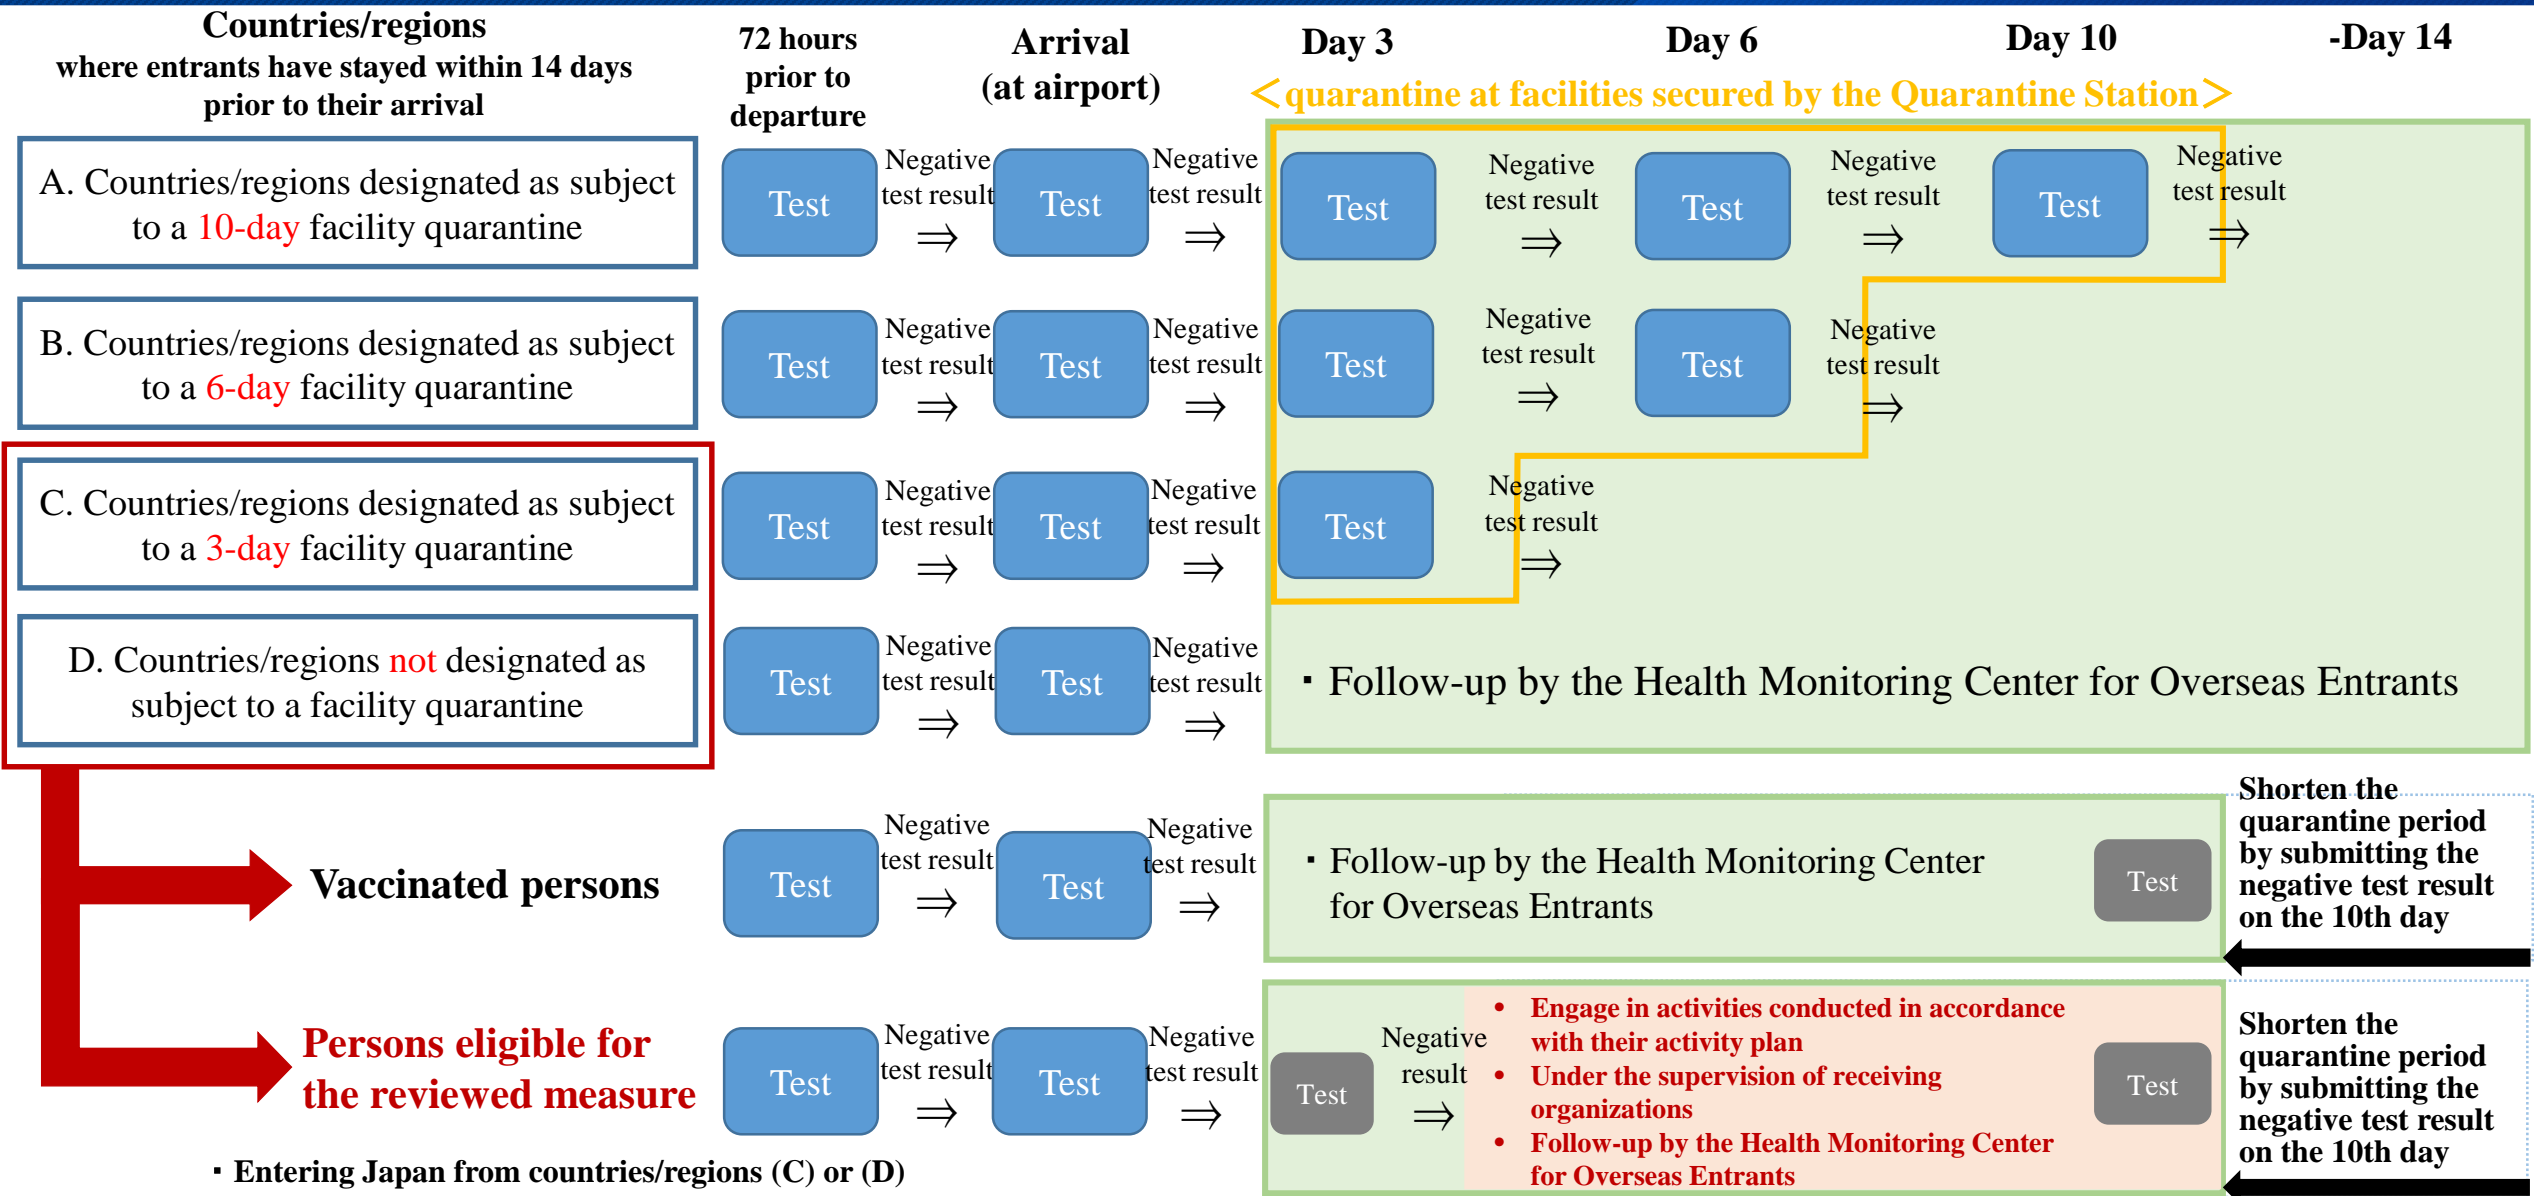 Countries/regions
where entrants have stayed within 14 days
prior to their arrival
72 hours
prior to
departure
Arrival
(at airport)
Day 3
Day 6
Day 10
-Day 14
<quarantine at facilities secured by the Quarantine Station>
A. Countries/regions designated as subject
to a 10-day facility quarantine
Test
Negative
test result
⇒
Test
Negative
test result
⇒
Test
Negative
test result
⇒
Test
Negative
test result
⇒
Test
Negative
test result
⇒
B. Countries/regions designated as subject
to a 6-day facility quarantine
Test
Negative
test result
⇒
Test
Negative
test result
⇒
Test
Negative
test result
⇒
Test
Negative
test result
⇒
C. Countries/regions designated as subject
to a 3-day facility quarantine
Test
Negative
test result
⇒
Test
Negative
test result
⇒
Test
Negative
test result
⇒
D. Countries/regions not designated as
subject to a facility quarantine
Test
Negative
test result
⇒
Test
Negative
test result
⇒
・Follow-up by the Health Monitoring Center for Overseas Entrants
Vaccinated persons
Test
Negative
test result
⇒
Test
Negative
test result
⇒
・Follow-up by the Health Monitoring Center
for Overseas Entrants
Test
Shorten the
quarantine period
by submitting the
negative test result
on the 10th day
Persons eligible for
the reviewed measure
Test
Negative
test result
⇒
Test
Negative
test result
⇒
Test
Negative
result
⇒
• Engage in activities conducted in accordance
with their activity plan
• Under the supervision of receiving
organizations
• Follow-up by the Health Monitoring Center
for Overseas Entrants
Test
Shorten the
quarantine period
by submitting the
negative test result
on the 10th day
・Entering Japan from countries/regions (C) or (D)